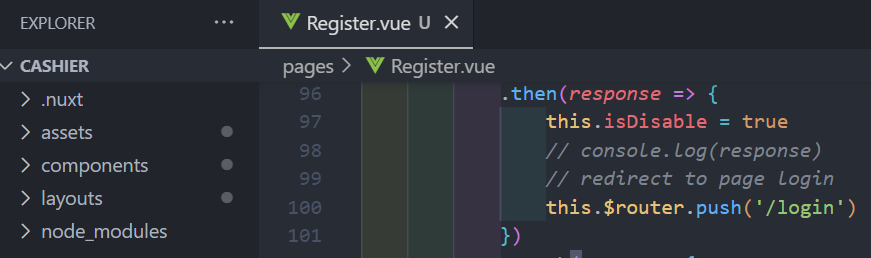 EXPLORER ...
CASHIER
.nuxt
assets
components
layouts
node_modules
Register.vue U
pages > Register.vue
96 .then(response => {
97 this.isDisable = true
98 // console.log(response)
99 // redirect to page login
100 this.$router.push('/login')
101 })